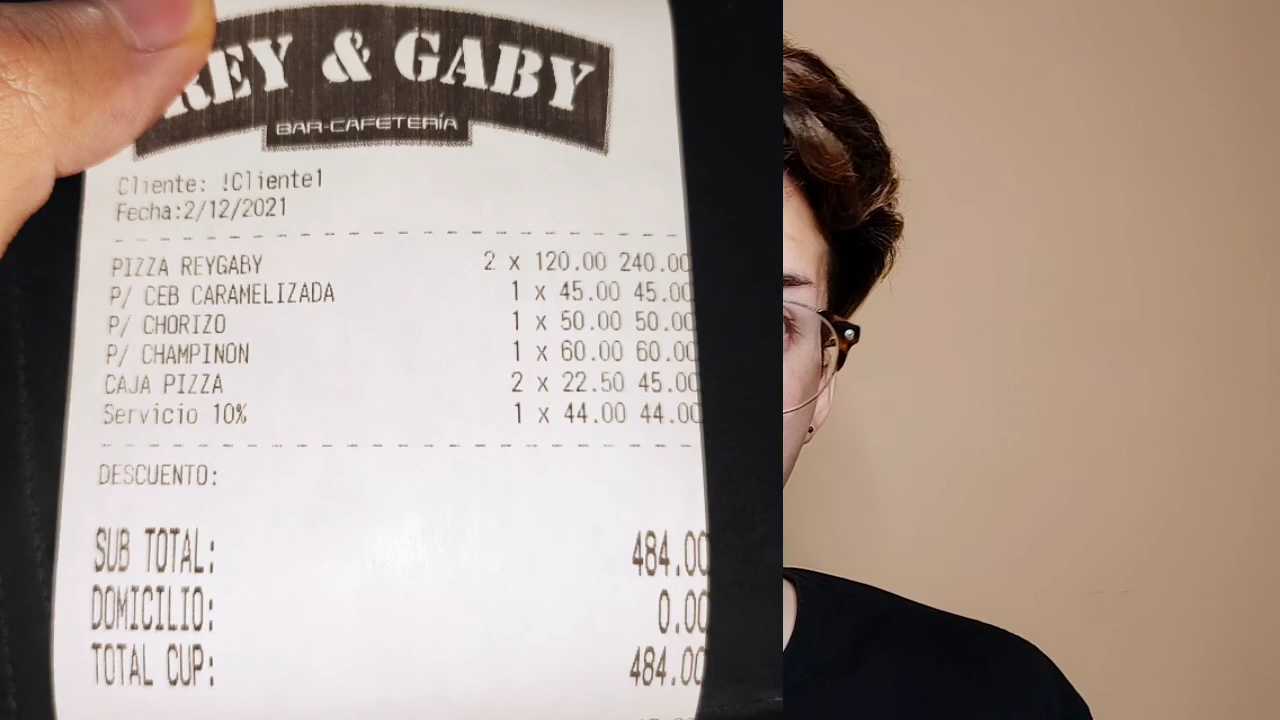 REY & GABY
BAR-CAFETERÍA
Cliente: !Cliente1
Fecha:2/12/2021
PIZZA REYGABY 2 x 120.00 240.00
P/ CEB CARAMELIZADA 1 x 45.00 45.00
P/ CHORIZO 1 x 50.00 50.00
P/ CHAMPINON 1 x 60.00 60.00
CAJA PIZZA 2 x 22.50 45.00
Servicio 10% 1 x 44.00 44.00
DESCUENTO:
SUB TOTAL: 484.00
DOMICILIO: 0.00
TOTAL CUP: 484.00